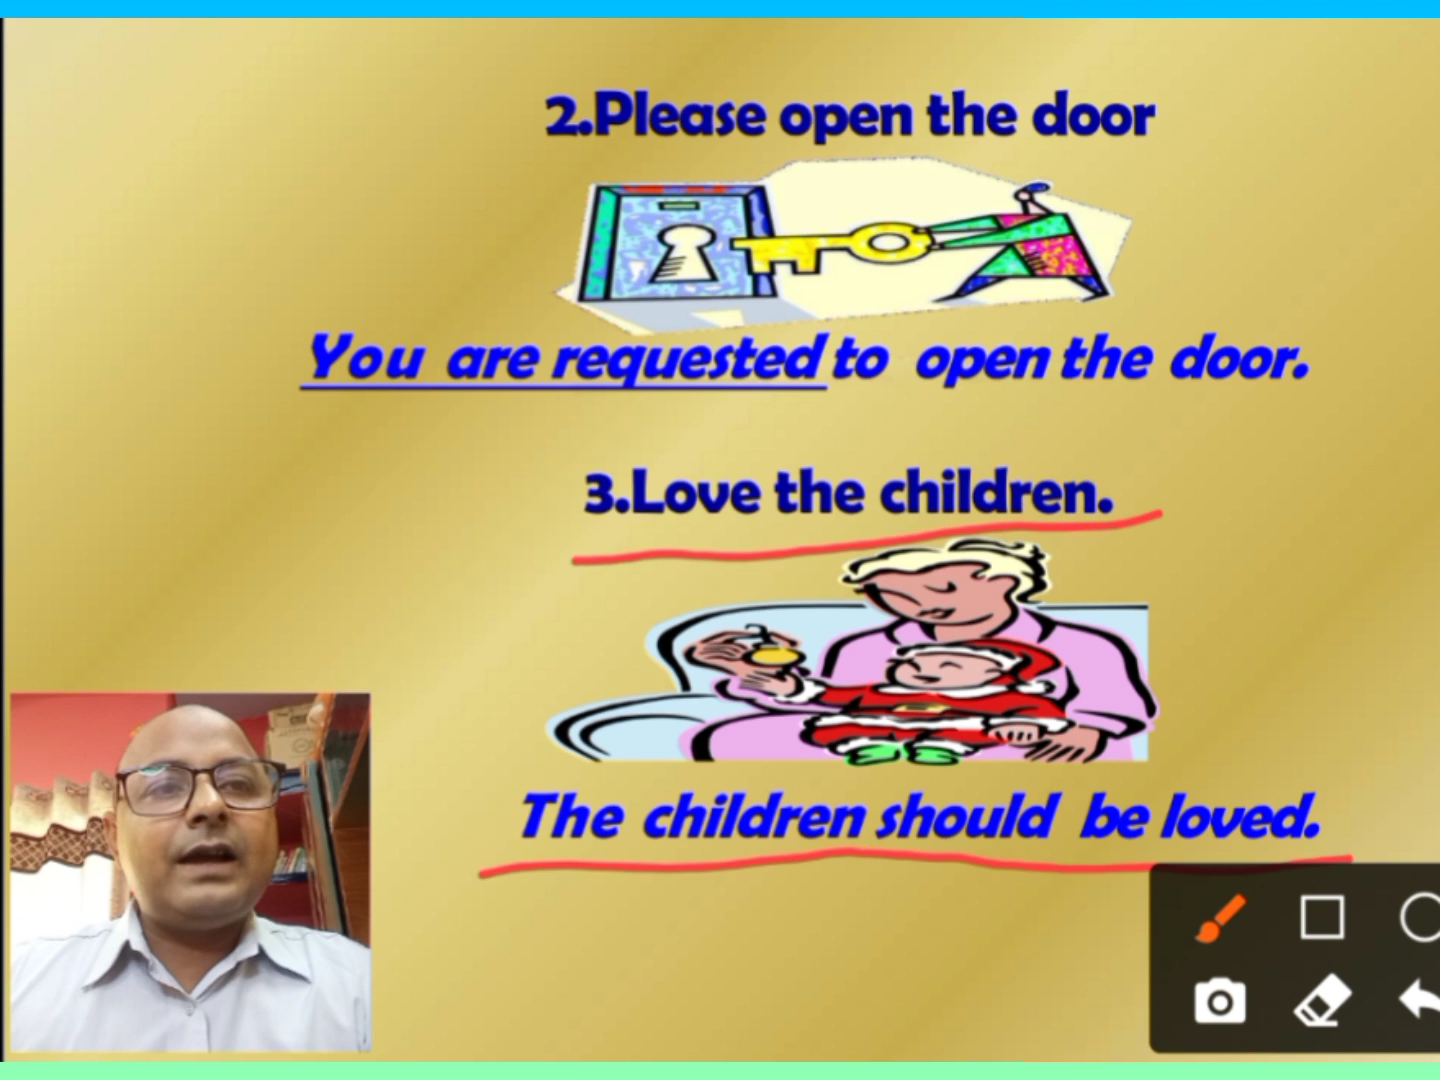 2.Please open the door
You are requested to open the door.
3.Love the children.
The children should be loved.